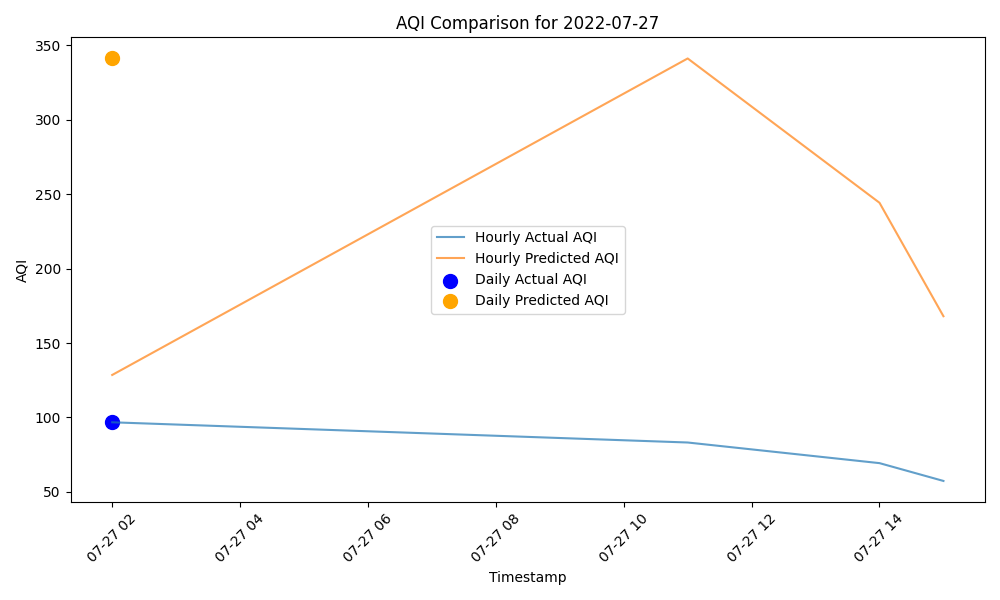 AQI Comparison for 2022-07-27
350
300
250
200
150
100
50
AQI
Hourly Actual AQI
Hourly Predicted AQI
Daily Actual AQI
Daily Predicted AQI
07-27 02
07-27 04
07-27 06
07-27 08
07-27 10
07-27 12
07-27 14
Timestamp